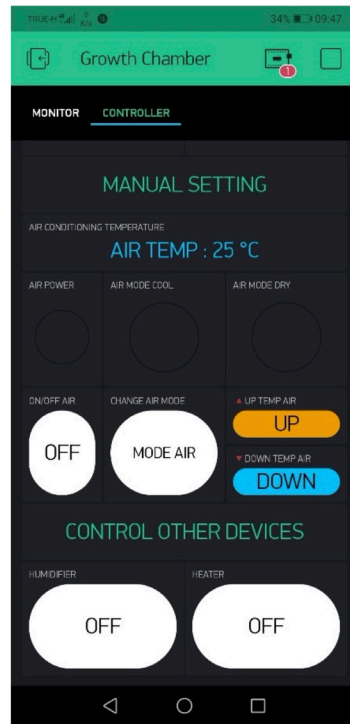 TRUE-H 0 K/s 34% 09:47
Growth Chamber 1
MONITOR CONTROLLER
MANUAL SETTING
AIR CONDITIONING TEMPERATURE
AIR TEMP : 25 °C
AIR POWER AIR MODE COOL AIR MODE DRY
ON/OFF AIR CHANGE AIR MODE ▲ UP TEMP AIR
OFF MODE AIR UP
▼ DOWN TEMP AIR
DOWN
CONTROL OTHER DEVICES
HUMIDIFIER HEATER
OFF OFF